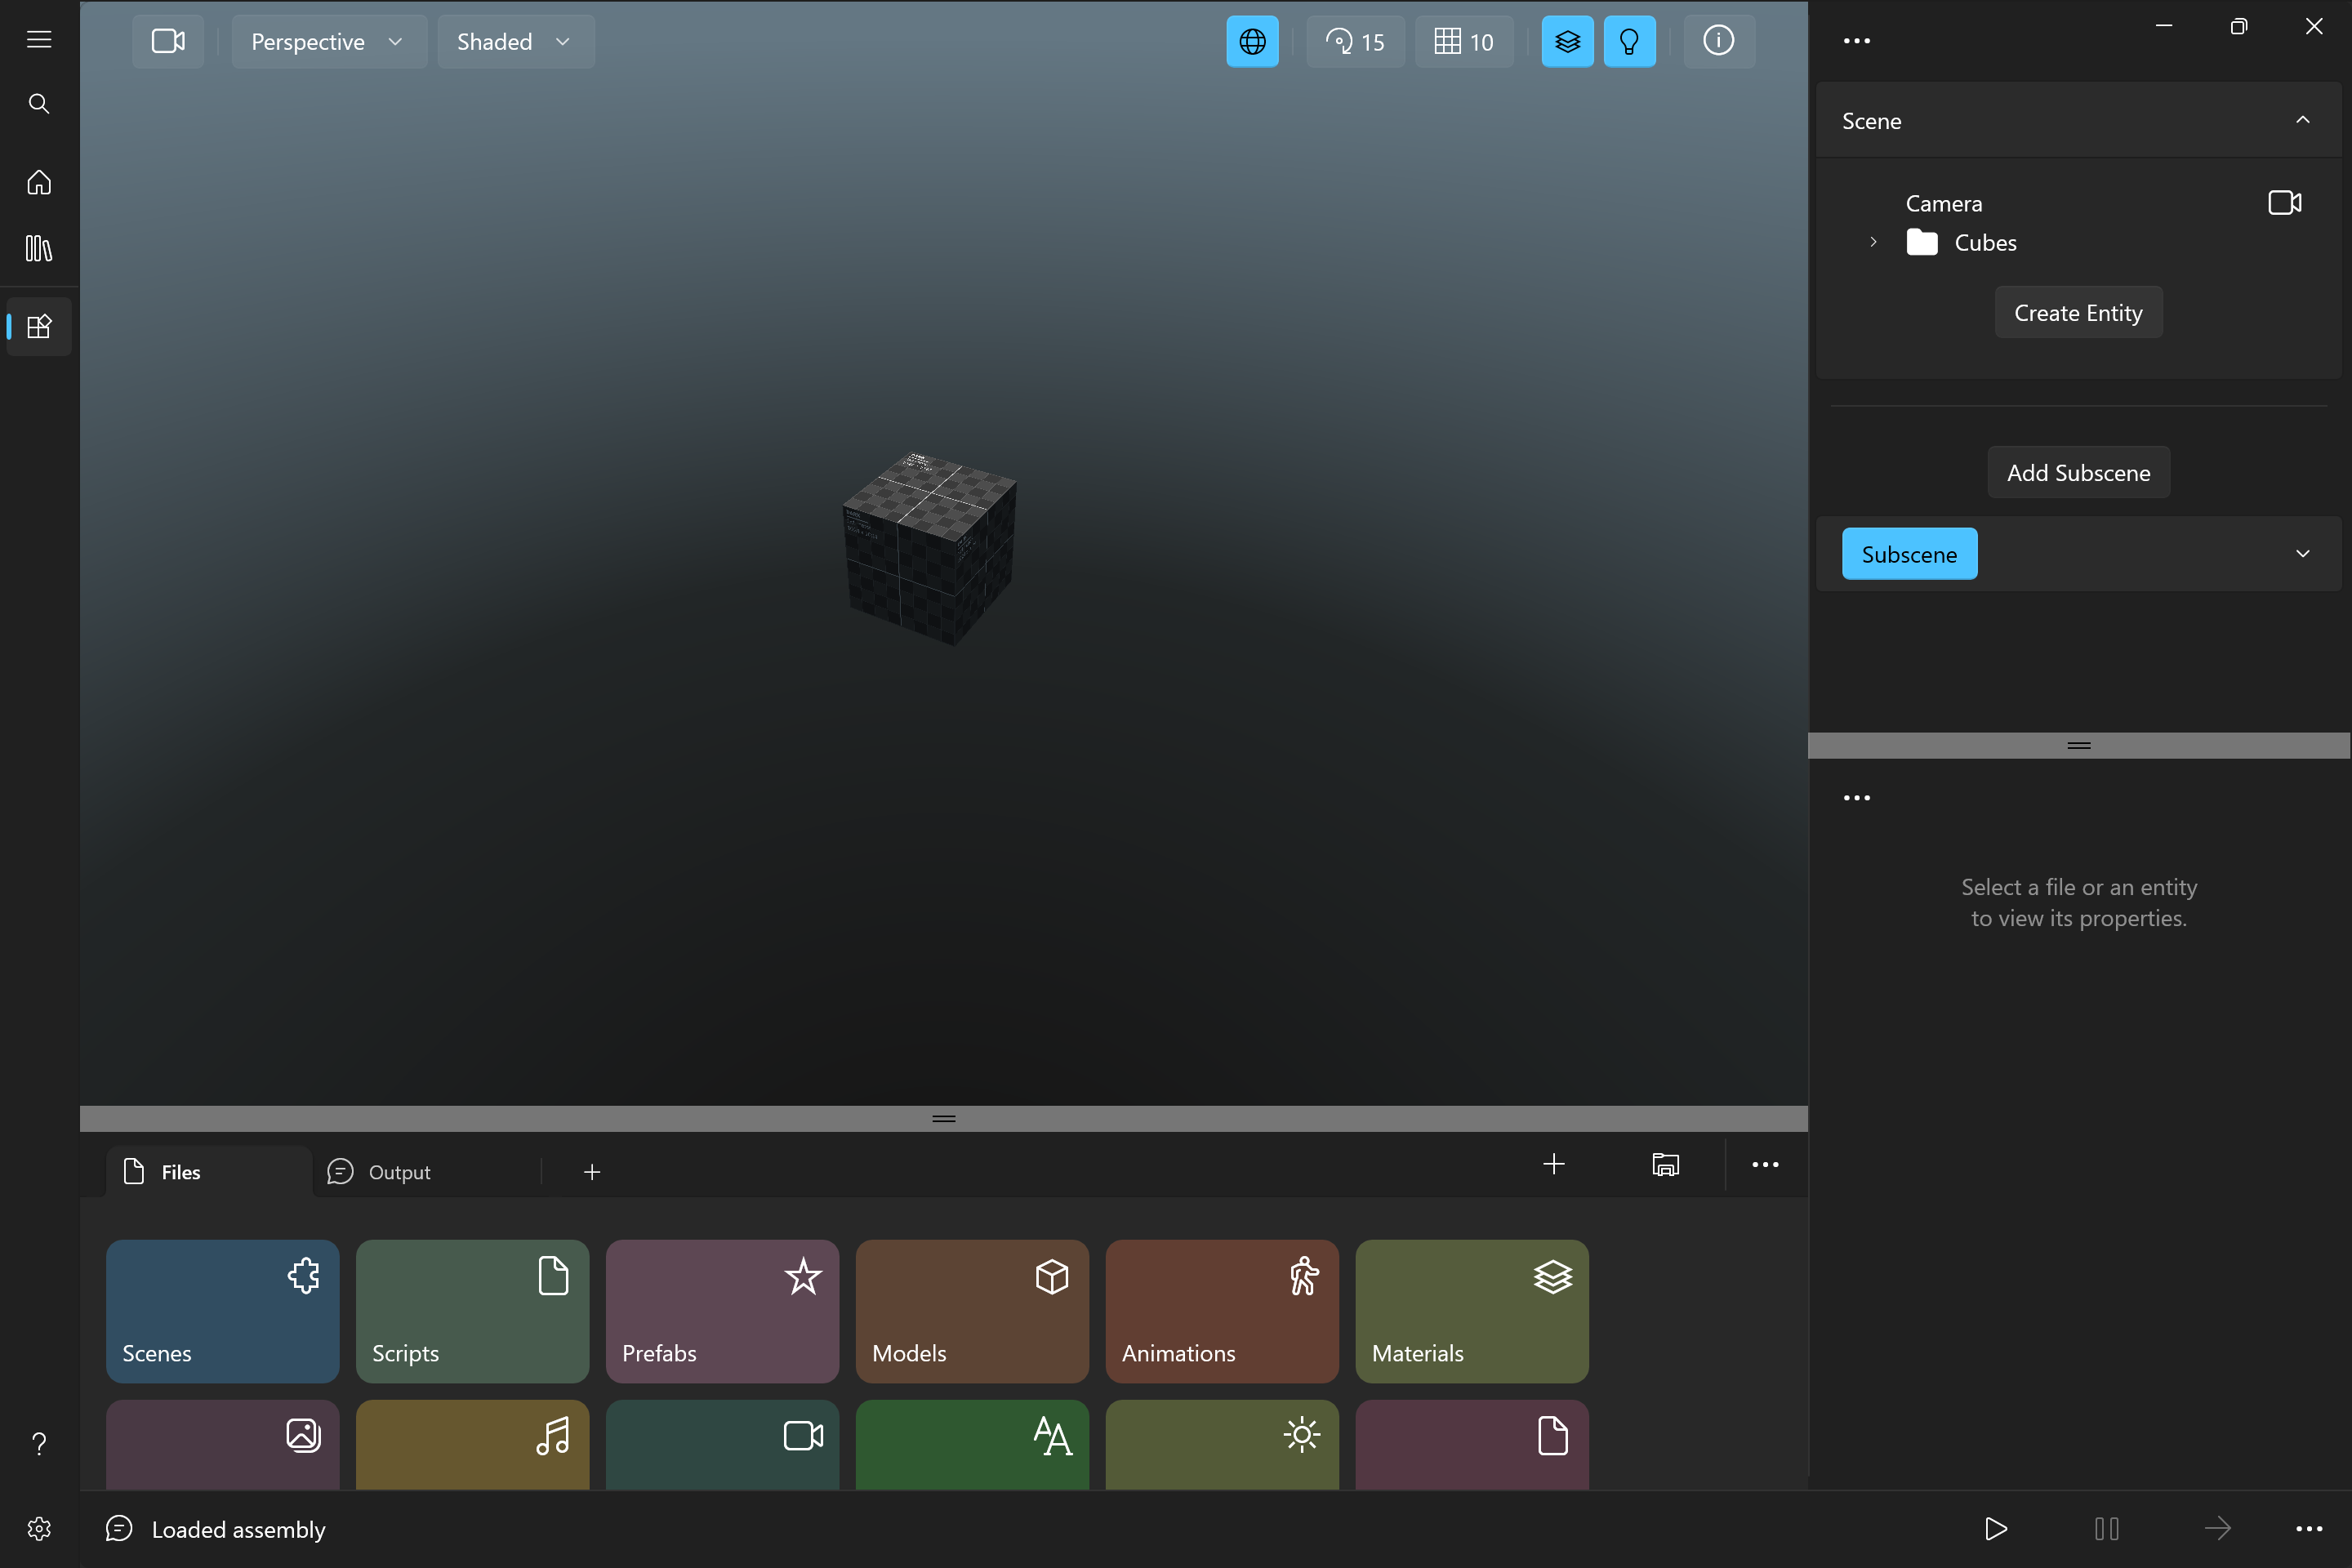 Perspective
Shaded
15
10
Scene
Camera
Cubes
Create Entity
Add Subscene
Subscene
Select a file or an entity
to view its properties.
Files
Output
Scenes
Scripts
Prefabs
Models
Animations
Materials
Loaded assembly